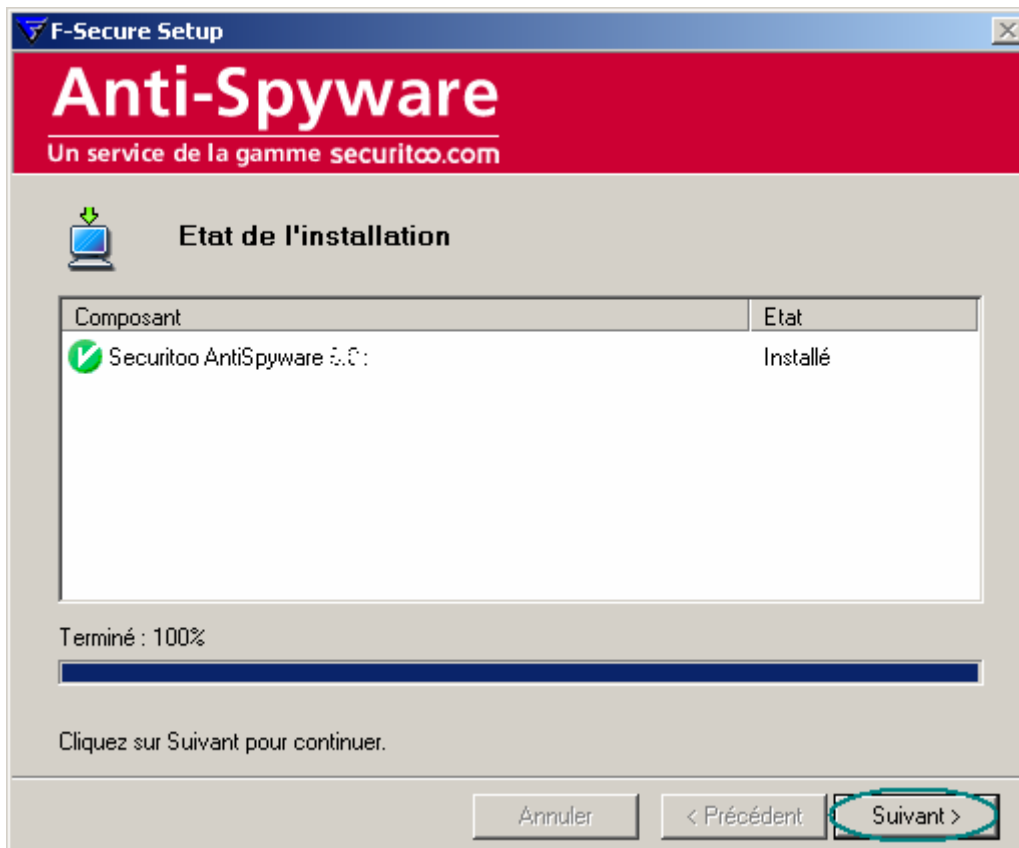 F-Secure Setup
Anti-Spyware
Un service de la gamme securitoo.com
Etat de l'installation
Composant Etat
Securitoo AntiSpyware Installé
Terminé : 100%
Cliquez sur Suivant pour continuer.
Annuler < Précédent Suivant >